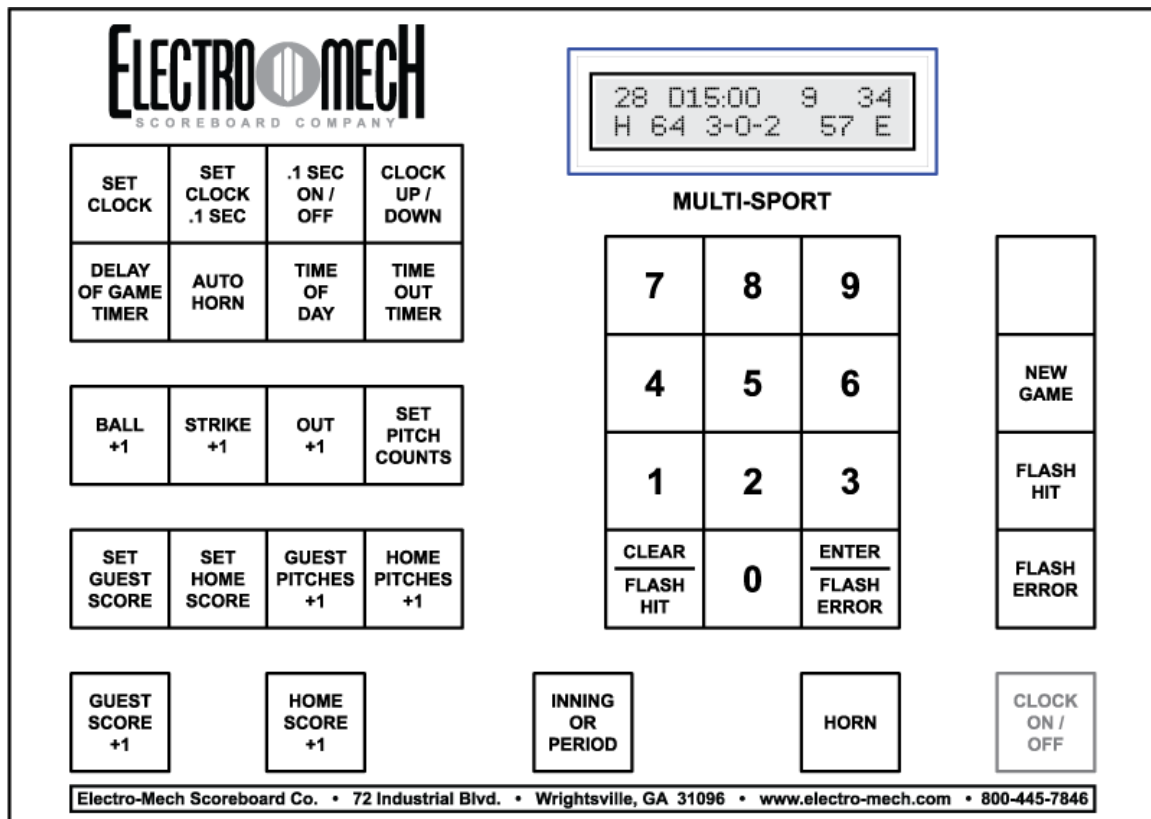 ELECTRO MECH
SCOREBOARD COMPANY
28 D15:00 9 34
H 64 3-0-2 57 E
MULTI-SPORT
SET
CLOCK
SET
CLOCK
.1 SEC
.1 SEC
ON /
OFF
CLOCK
UP /
DOWN
DELAY
OF GAME
TIMER
AUTO
HORN
TIME
OF
DAY
TIME
OUT
TIMER
BALL
+1
STRIKE
+1
OUT
+1
SET
PITCH
COUNTS
SET
GUEST
SCORE
SET
HOME
SCORE
GUEST
PITCHES
+1
HOME
PITCHES
+1
7
8
9
4
5
6
1
2
3
CLEAR
FLASH
HIT
0
ENTER
FLASH
ERROR
NEW
GAME
FLASH
HIT
FLASH
ERROR
GUEST
SCORE
+1
HOME
SCORE
+1
INNING
OR
PERIOD
HORN
CLOCK
ON /
OFF
Electro-Mech Scoreboard Co. • 72 Industrial Blvd. • Wrightsville, GA 31096 • www.electro-mech.com • 800-445-7846